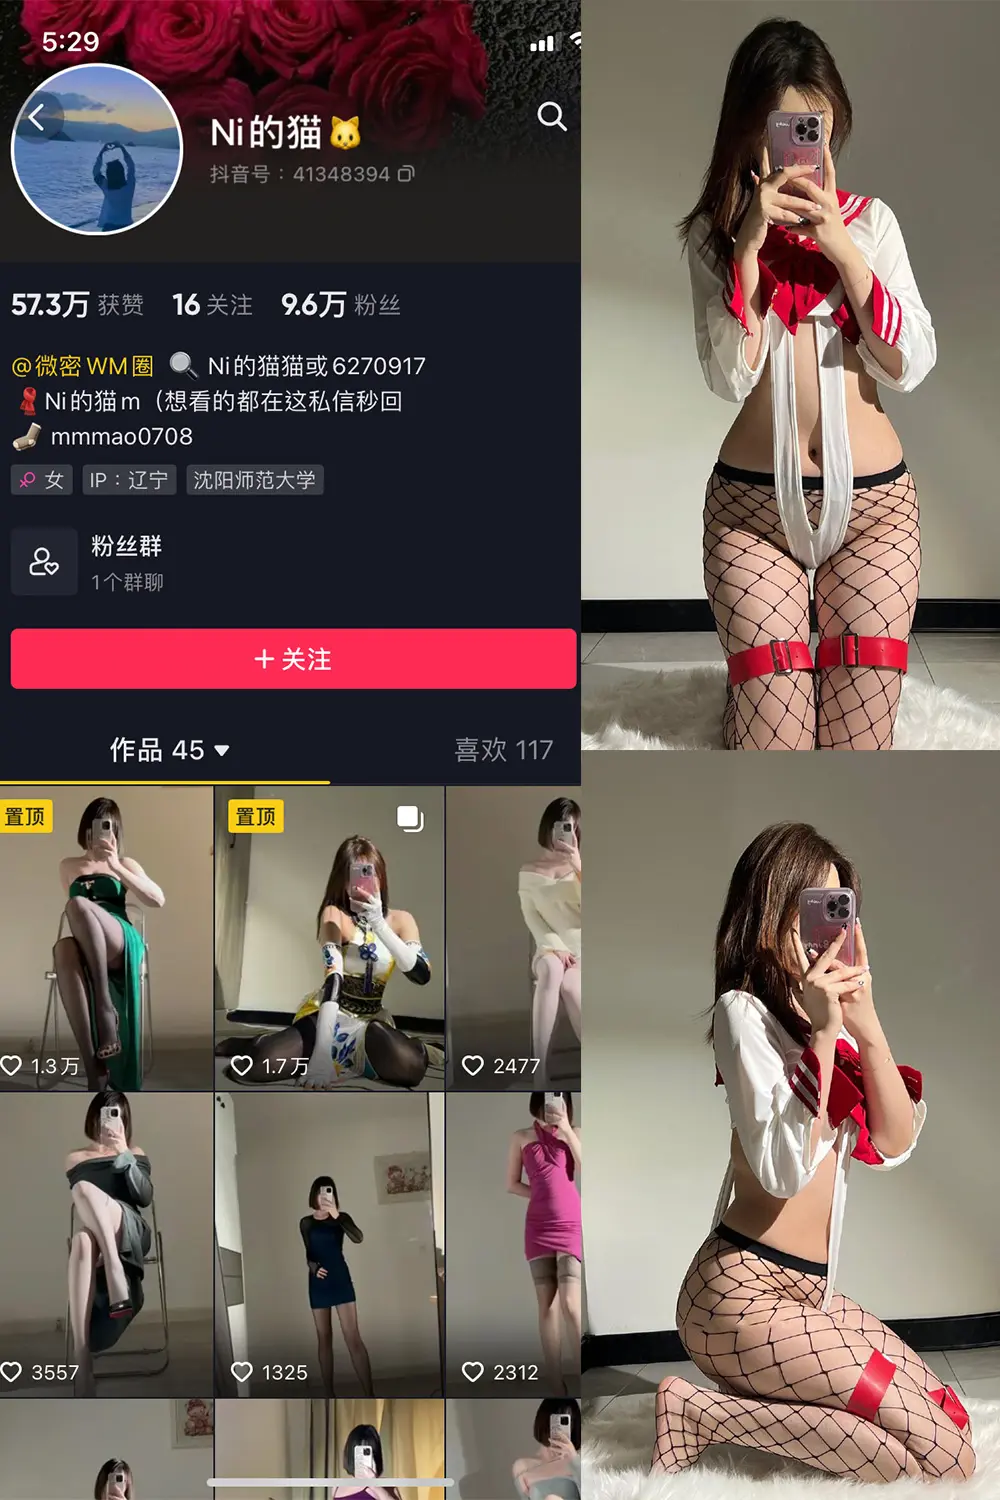 5:29
Ni的猫
抖音号：41348394
57.3万 获赞 16 关注 9.6万 粉丝
@微密WM圈 Ni的猫猫或6270917
Ni的猫m（想看的都在这私信秒回
mmmao0708
女 IP：辽宁 沈阳师范大学
粉丝群
1个群聊
+ 关注
作品 45 喜欢 117
置顶 置顶
1.3万 1.7万 2477
3557 1325 2312